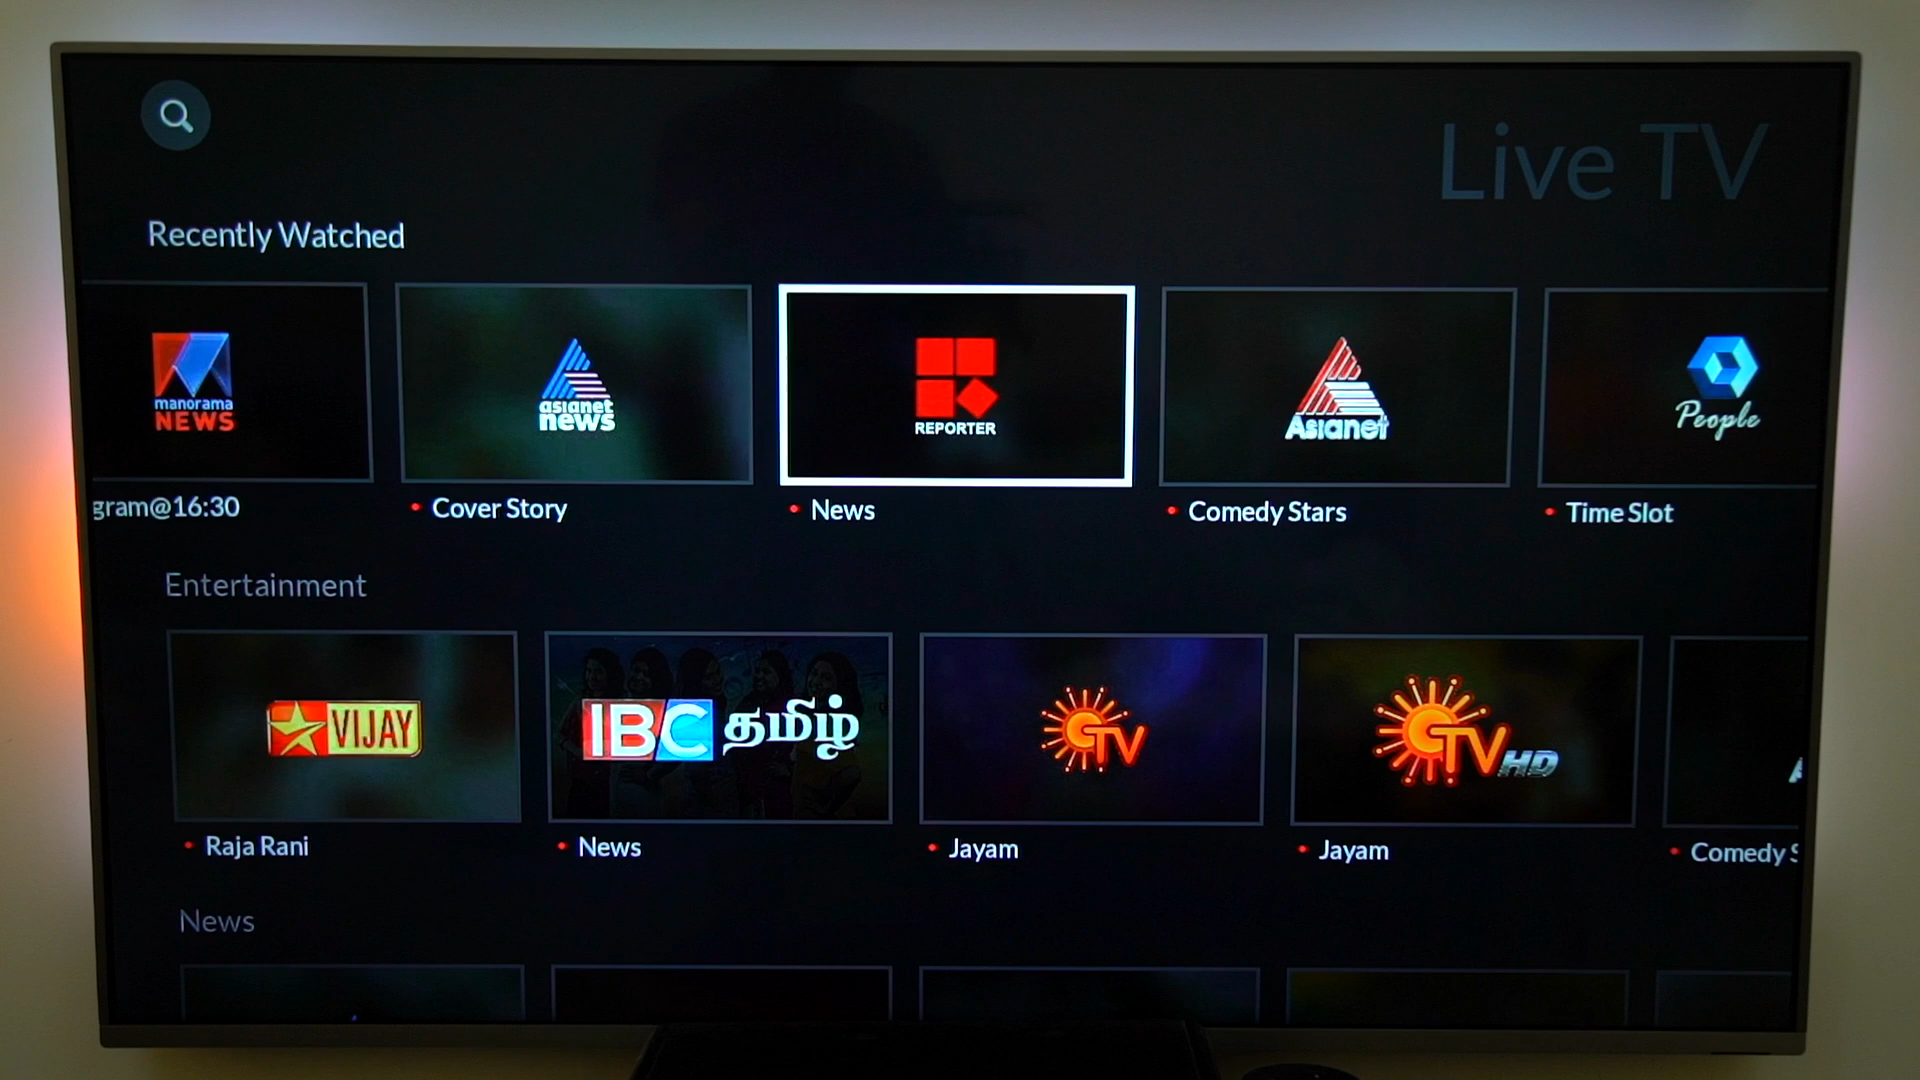 Live TV
Recently Watched
manorama
NEWS
asianet
news
REPORTER
Asianet
People
gram@16:30
Cover Story
News
Comedy Stars
Time Slot
Entertainment
VIJAY
IBC தமிழ்
TV
TV HD
Raja Rani
News
Jayam
Jayam
Comedy S
News